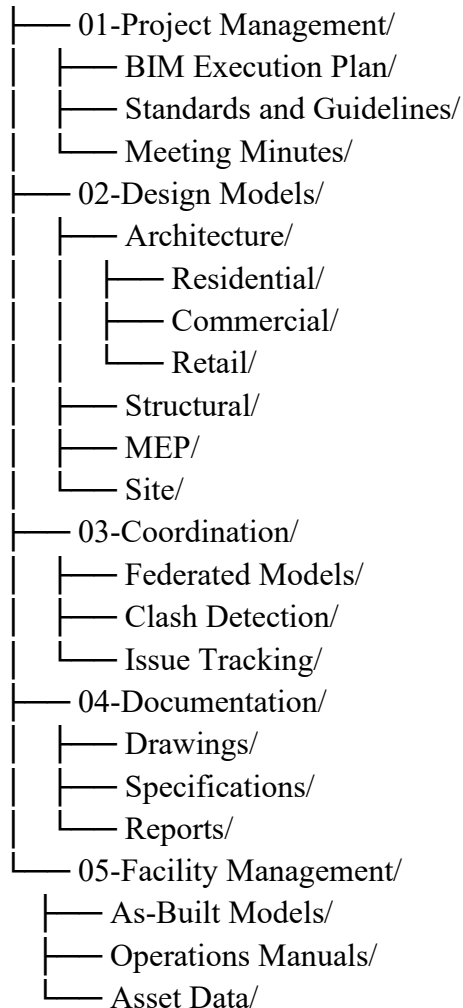 ├── 01-Project Management/
│   ├── BIM Execution Plan/
│   ├── Standards and Guidelines/
│   └── Meeting Minutes/
├── 02-Design Models/
│   ├── Architecture/
│   │   ├── Residential/
│   │   ├── Commercial/
│   │   └── Retail/
│   ├── Structural/
│   ├── MEP/
│   └── Site/
├── 03-Coordination/
│   ├── Federated Models/
│   ├── Clash Detection/
│   └── Issue Tracking/
├── 04-Documentation/
│   ├── Drawings/
│   ├── Specifications/
│   └── Reports/
└── 05-Facility Management/
    ├── As-Built Models/
    ├── Operations Manuals/
    └── Asset Data/